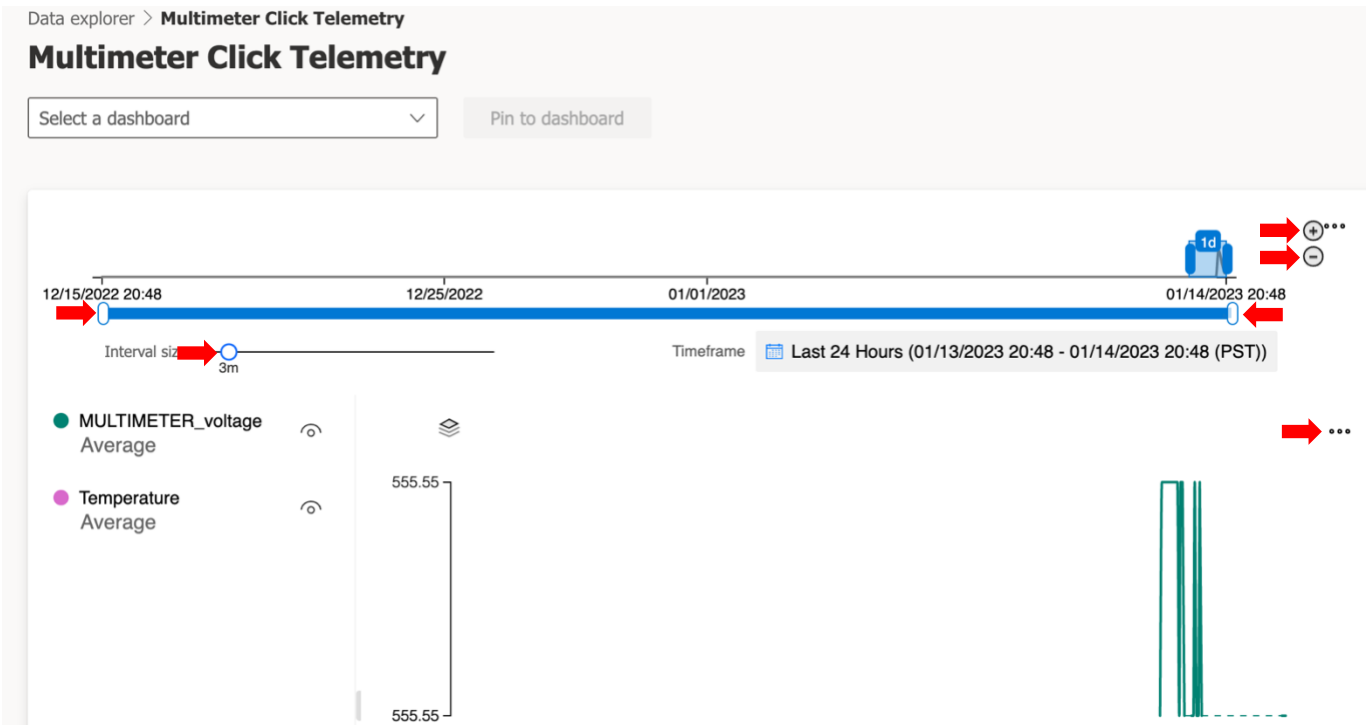 Data explorer > Multimeter Click Telemetry
Multimeter Click Telemetry
Select a dashboard
Pin to dashboard
1d
12/15/2022 20:48
12/25/2022
01/01/2023
01/14/2023 20:48
Interval siz
3m
Timeframe
Last 24 Hours (01/13/2023 20:48 - 01/14/2023 20:48 (PST))
MULTIMETER_voltage
Average
Temperature
Average
555.55
555.55